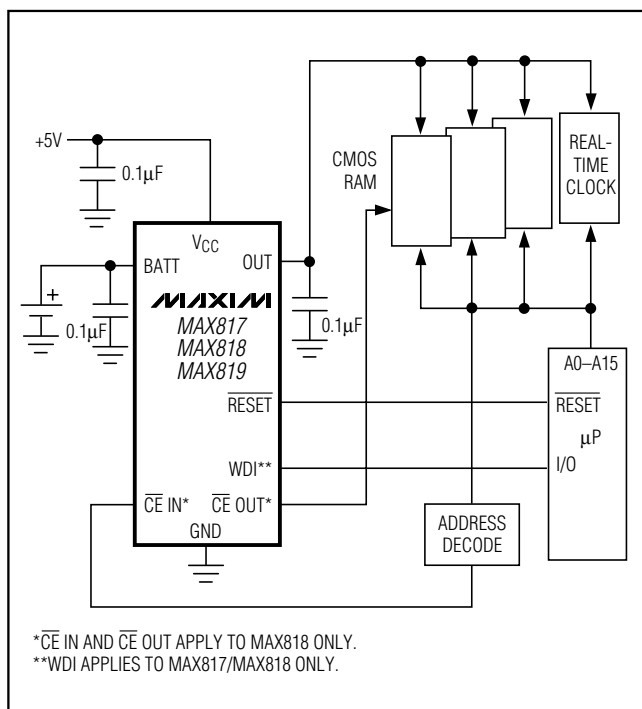 +5V
0.1µF
CMOS
RAM
REAL-
TIME
CLOCK
VCC
BATT
OUT
MAXIM
MAX817
MAX818
MAX819
+
0.1µF
0.1µF
A0–A15
RESET
RESET
µP
WDI**
I/O
CE IN*
CE OUT*
GND
ADDRESS
DECODE
*CE IN AND CE OUT APPLY TO MAX818 ONLY.
**WDI APPLIES TO MAX817/MAX818 ONLY.